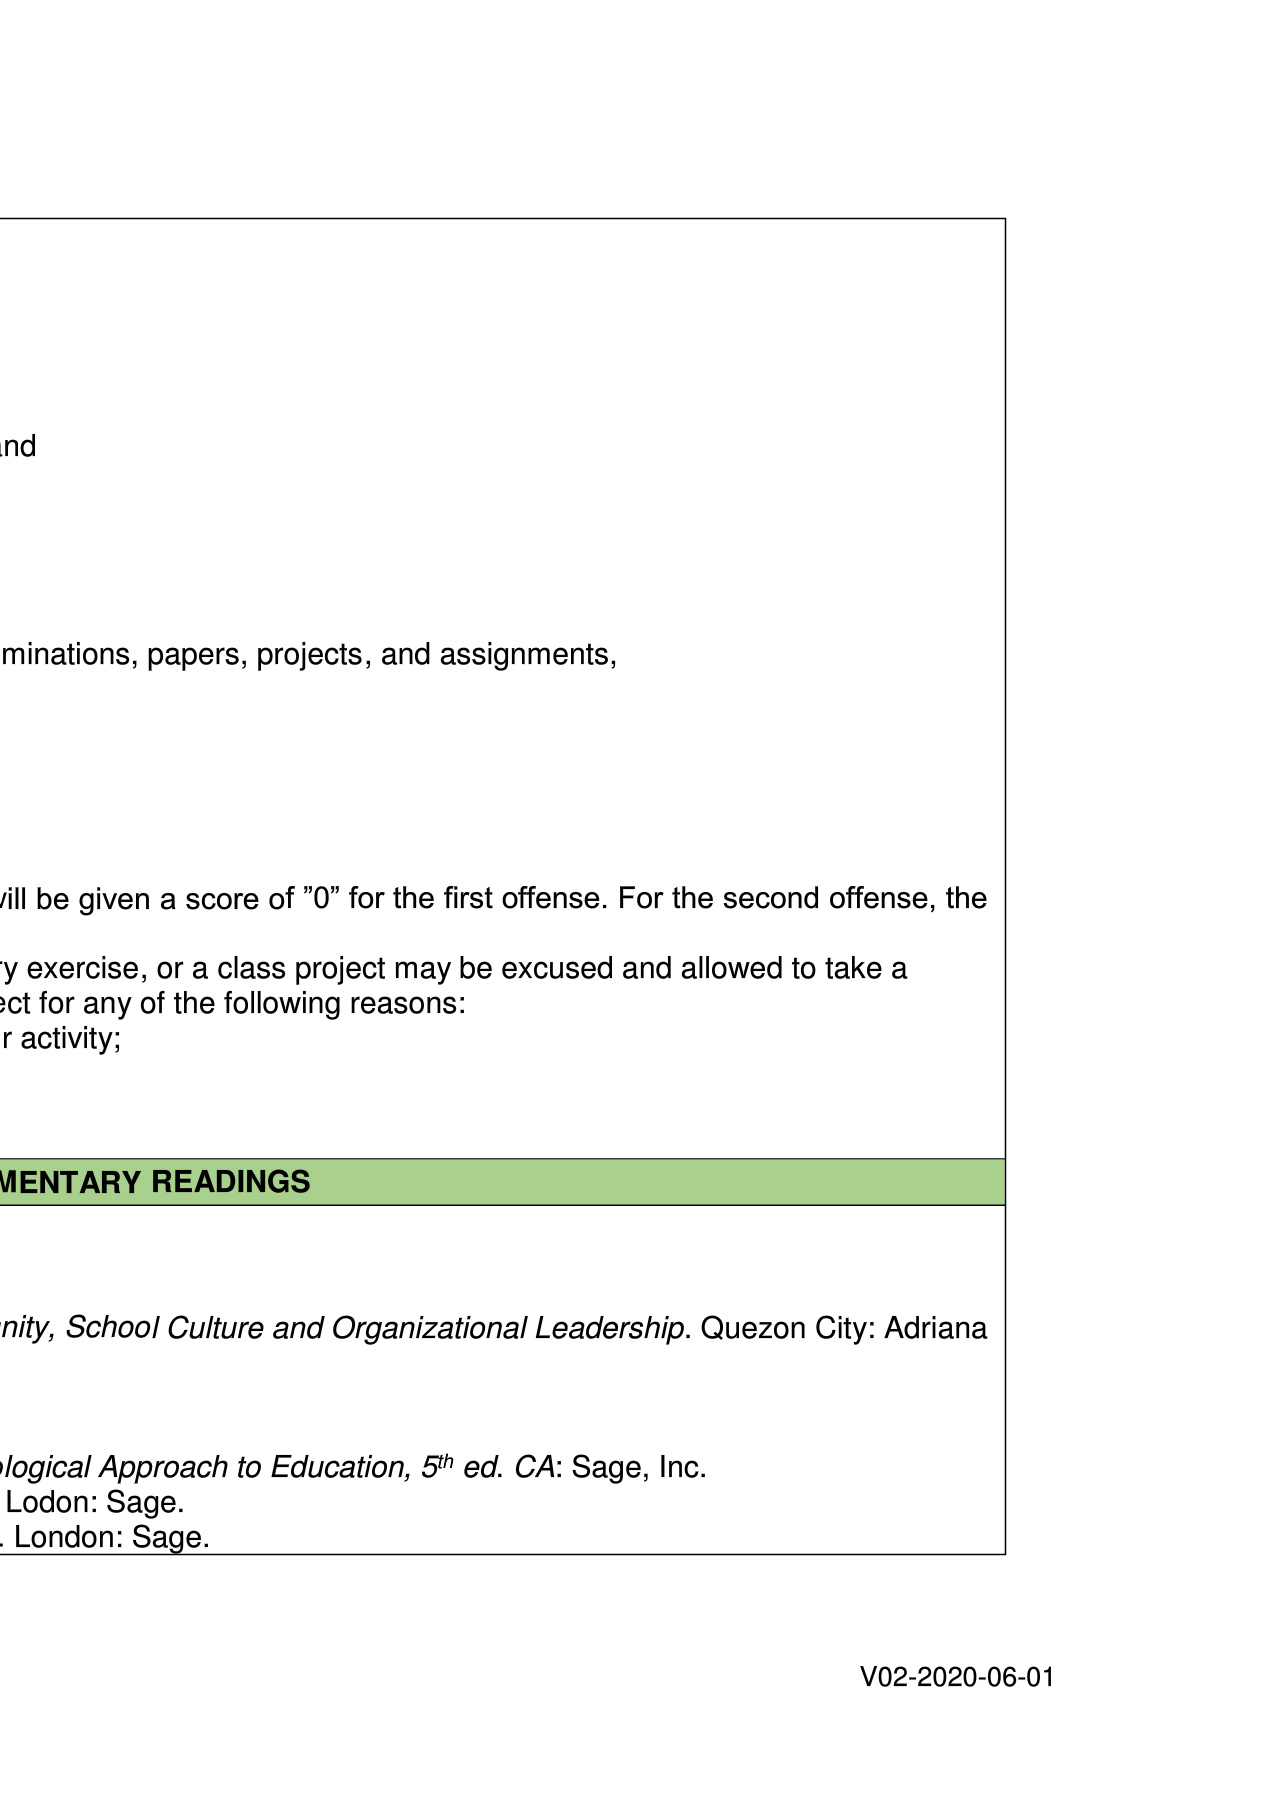 and
minations, papers, projects, and assignments,
will be given a score of ”0” for the first offense. For the second offense, the
ry exercise, or a class project may be excused and allowed to take a
ect for any of the following reasons:
r activity;
MENTARY READINGS
nity, School Culture and Organizational Leadership. Quezon City: Adriana
ological Approach to Education, 5th ed. CA: Sage, Inc.
Lodon: Sage.
. London: Sage.
V02-2020-06-01